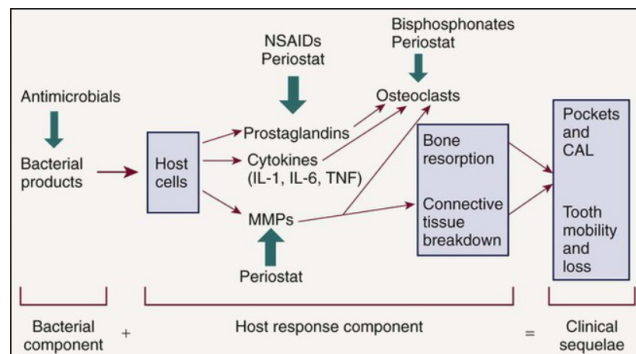 Bisphosphonates
Periostat
NSAIDs
Periostat
Antimicrobials
Osteoclasts
Bacterial
products
Host
cells
Prostaglandins
Cytokines
(IL-1, IL-6, TNF)
MMPs
Periostat
Bone
resorption
Connective
tissue
breakdown
Pockets
and
CAL
Tooth
mobility
and
loss
Bacterial
component
+
Host response component
=
Clinical
sequelae